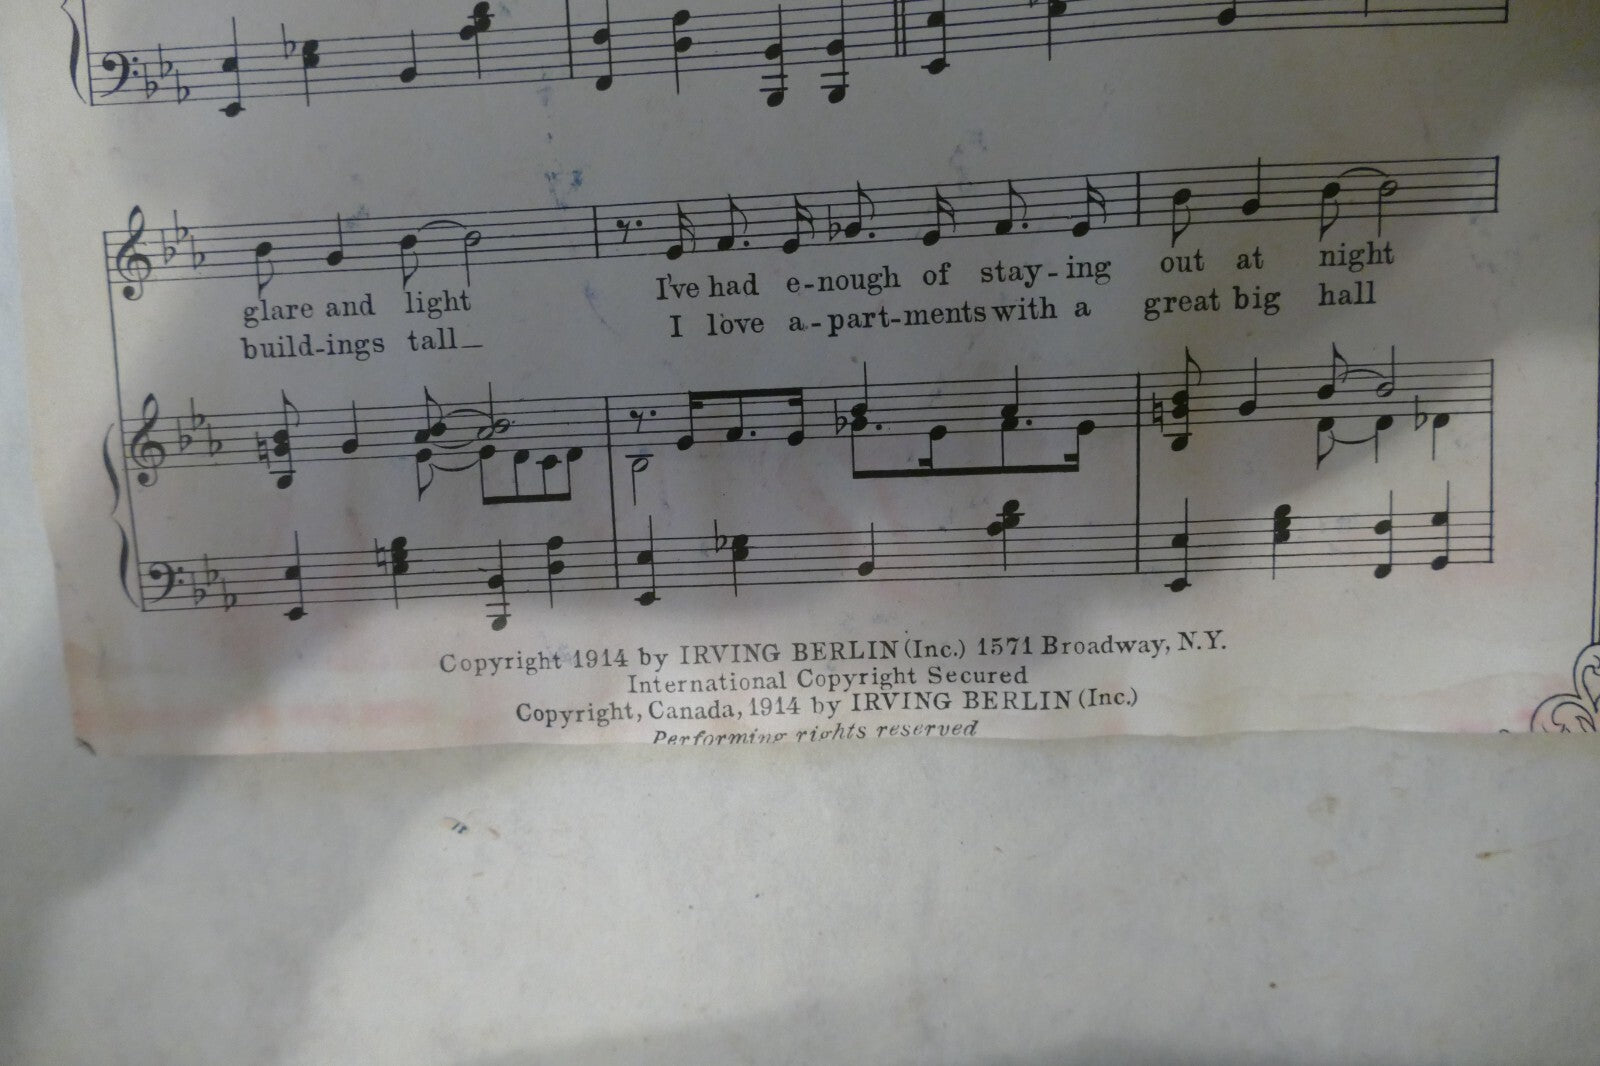 glare and light I've had e-nough of stay-ing out at night
build-ings tall_ I love a-part-ments with a great big hall
Copyright 1914 by IRVING BERLIN (Inc.) 1571 Broadway, N.Y.
International Copyright Secured
Copyright, Canada, 1914 by IRVING BERLIN (Inc.)
Performing rights reserved